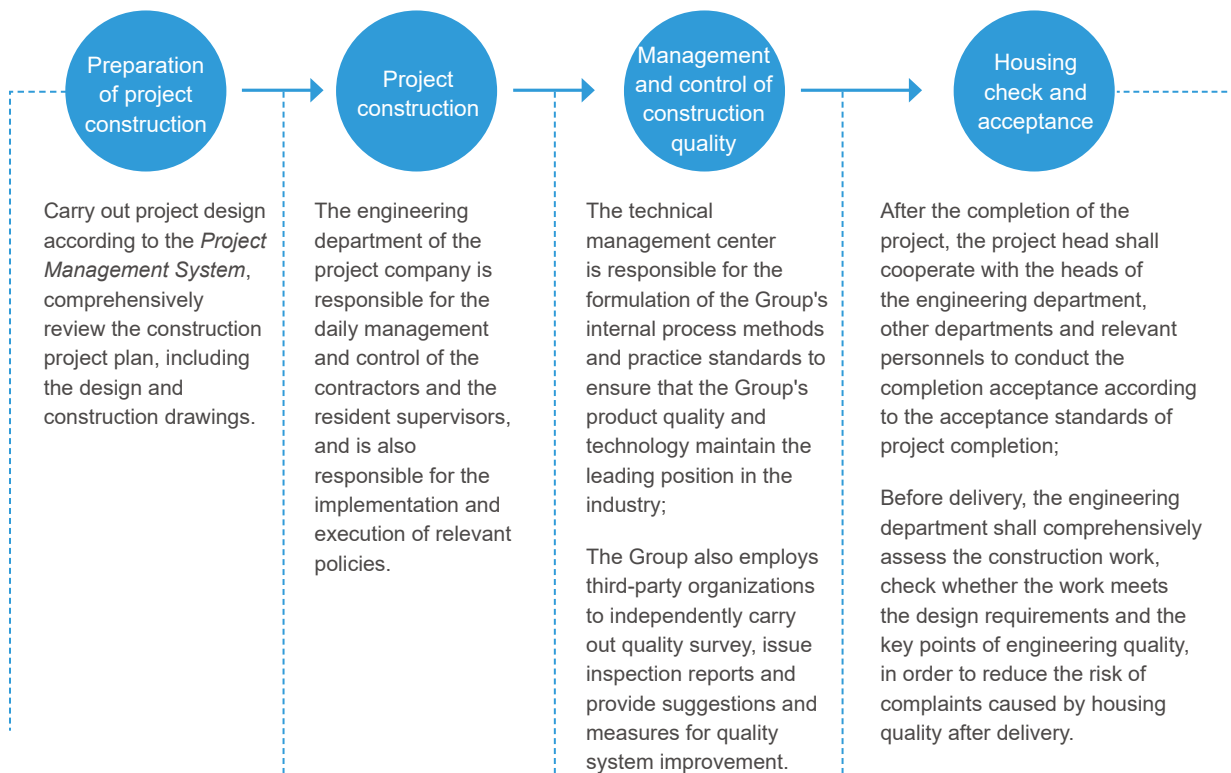 Preparation
of project
construction
Project
construction
Management
and control of
construction
quality
Housing
check and
acceptance
Carry out project design
according to the Project
Management System,
comprehensively
review the construction
project plan, including
the design and
construction drawings.
The engineering
department of the
project company is
responsible for the
daily management
and control of the
contractors and the
resident supervisors,
and is also
responsible for the
implementation and
execution of relevant
policies.
The technical
management center
is responsible for the
formulation of the Group's
internal process methods
and practice standards to
ensure that the Group's
product quality and
technology maintain the
leading position in the
industry;
The Group also employs
third-party organizations
to independently carry
out quality survey, issue
inspection reports and
provide suggestions and
measures for quality
system improvement.
After the completion of the
project, the project head shall
cooperate with the heads of
the engineering department,
other departments and relevant
personnels to conduct the
completion acceptance according
to the acceptance standards of
project completion;
Before delivery, the engineering
department shall comprehensively
assess the construction work,
check whether the work meets
the design requirements and the
key points of engineering quality,
in order to reduce the risk of
complaints caused by housing
quality after delivery.